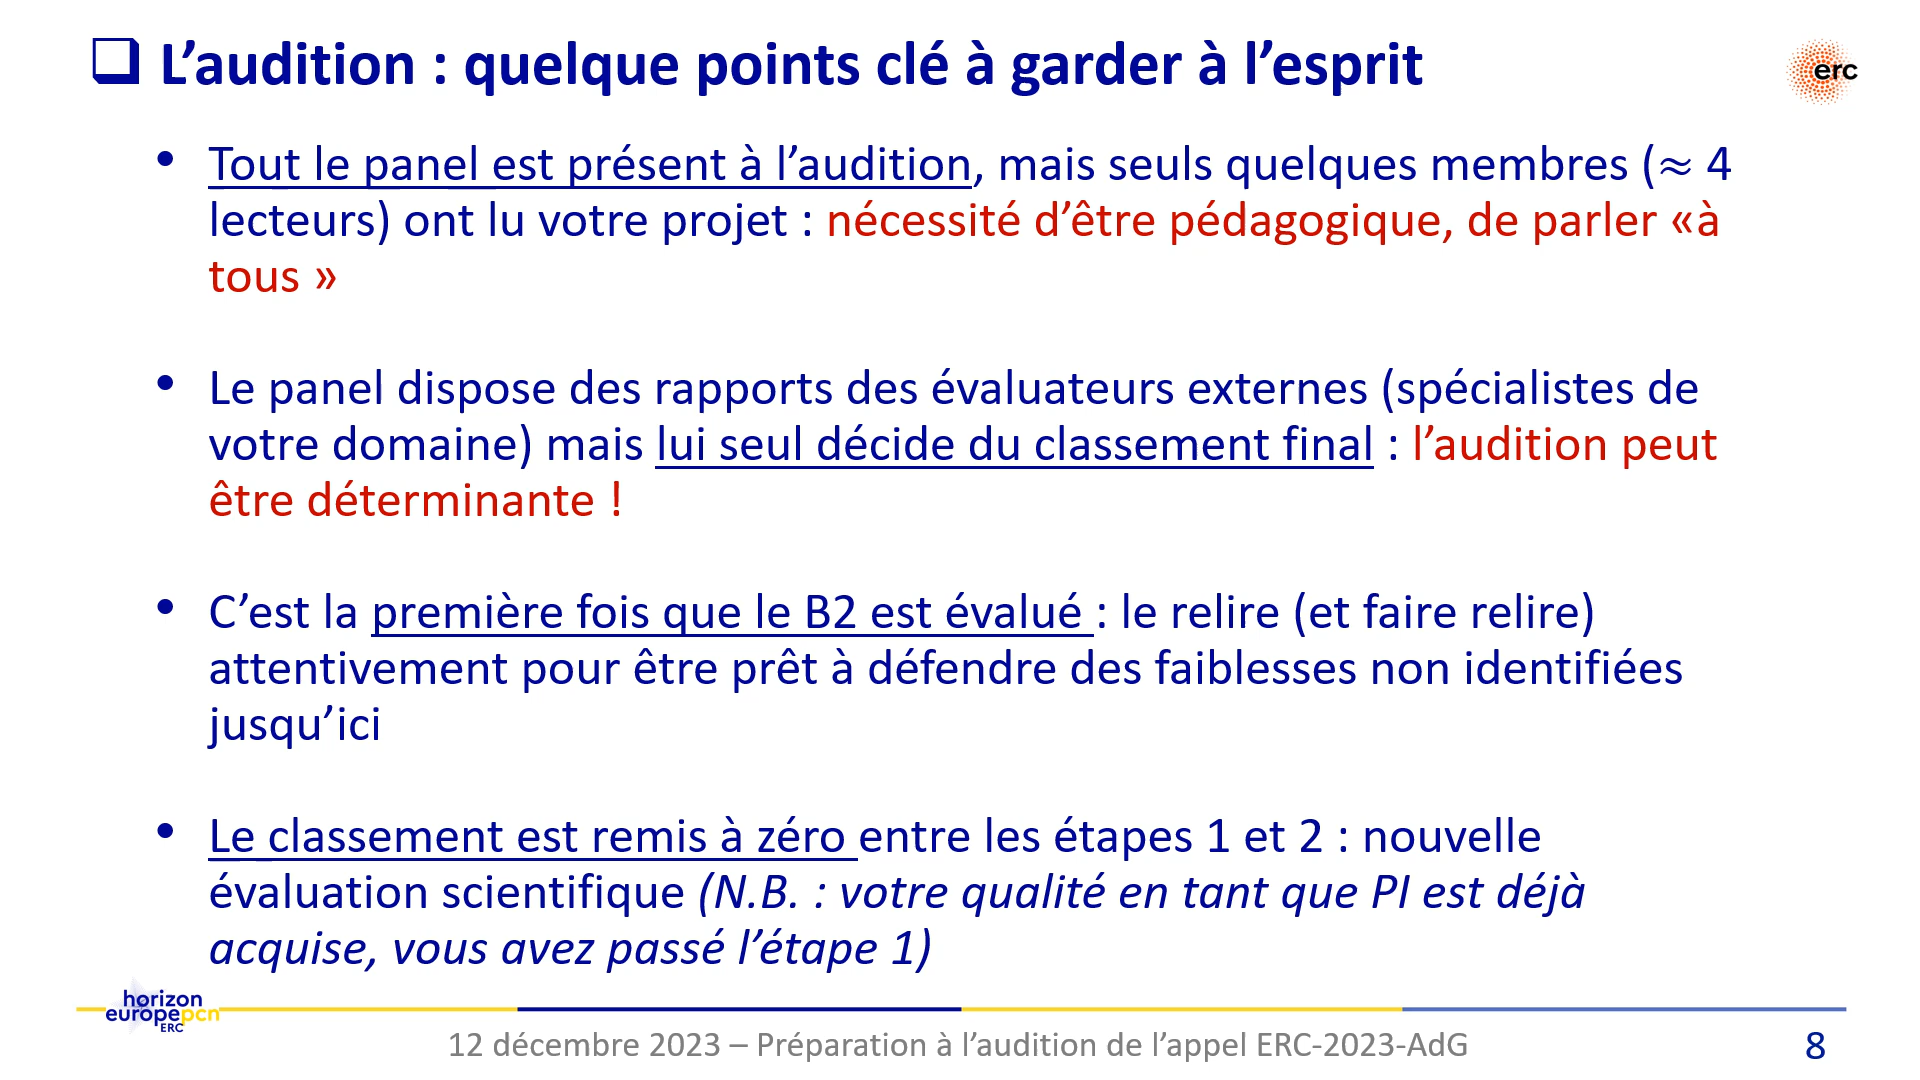 ❑ L’audition : quelque points clé à garder à l’esprit
erc
• Tout le panel est présent à l’audition, mais seuls quelques membres (≈ 4
lecteurs) ont lu votre projet : nécessité d’être pédagogique, de parler «à
tous »
• Le panel dispose des rapports des évaluateurs externes (spécialistes de
votre domaine) mais lui seul décide du classement final : l’audition peut
être déterminante !
• C’est la première fois que le B2 est évalué : le relire (et faire relire)
attentivement pour être prêt à défendre des faiblesses non identifiées
jusqu’ici
• Le classement est remis à zéro entre les étapes 1 et 2 : nouvelle
évaluation scientifique (N.B. : votre qualité en tant que PI est déjà
acquise, vous avez passé l’étape 1)
horizon
europepcn
ERC
12 décembre 2023 – Préparation à l’audition de l’appel ERC-2023-AdG
8